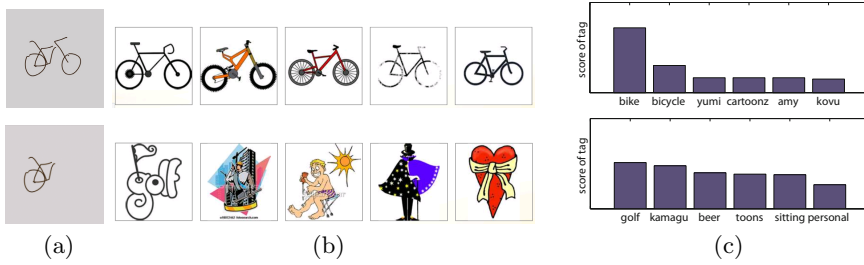 score of tag
bike bicycle yumi cartoonz amy kovu
golf
score of tag
golf kamagu beer toons sitting personal
(a) (b) (c)